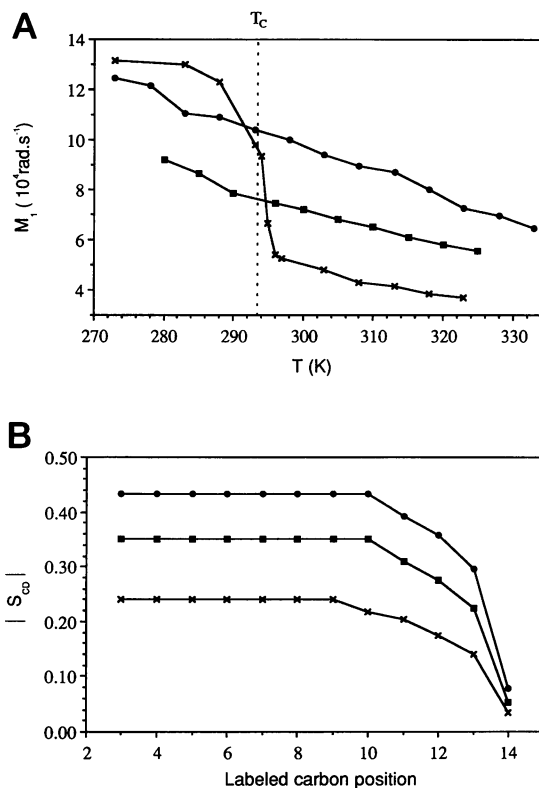 A
T_C
14
12
10
8
6
4
M_1 (10^4 rad.s^-1)
270 280 290 300 310 320 330
T (K)
B
0.50
0.40
0.30
0.20
0.10
0.00
| S_CD |
2 4 6 8 10 12 14
Labeled carbon position